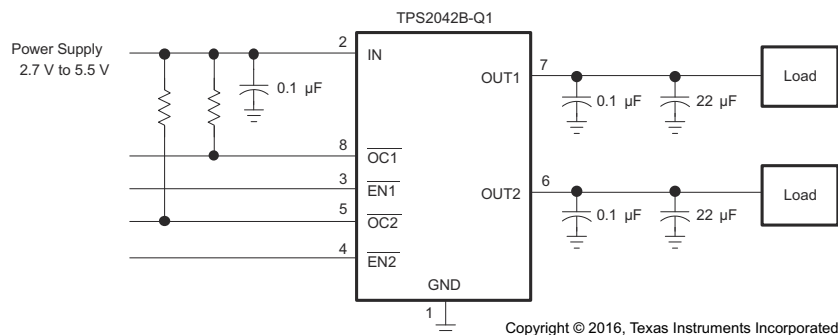 TPS2042B-Q1
Power Supply
2.7 V to 5.5 V
2
IN
0.1 µF
8
OC1
3
EN1
5
OC2
4
EN2
GND
1
7
OUT1
0.1 µF
22 µF
Load
6
OUT2
0.1 µF
22 µF
Load
Copyright © 2016, Texas Instruments Incorporated